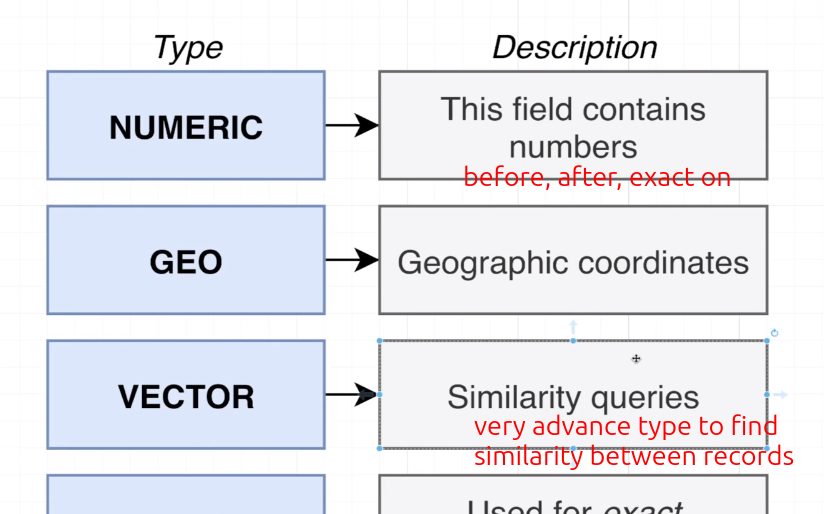 Type
Description
NUMERIC
This field contains
numbers
before, after, exact on
GEO
Geographic coordinates
VECTOR
Similarity queries
very advance type to find
similarity between records
Used for exact